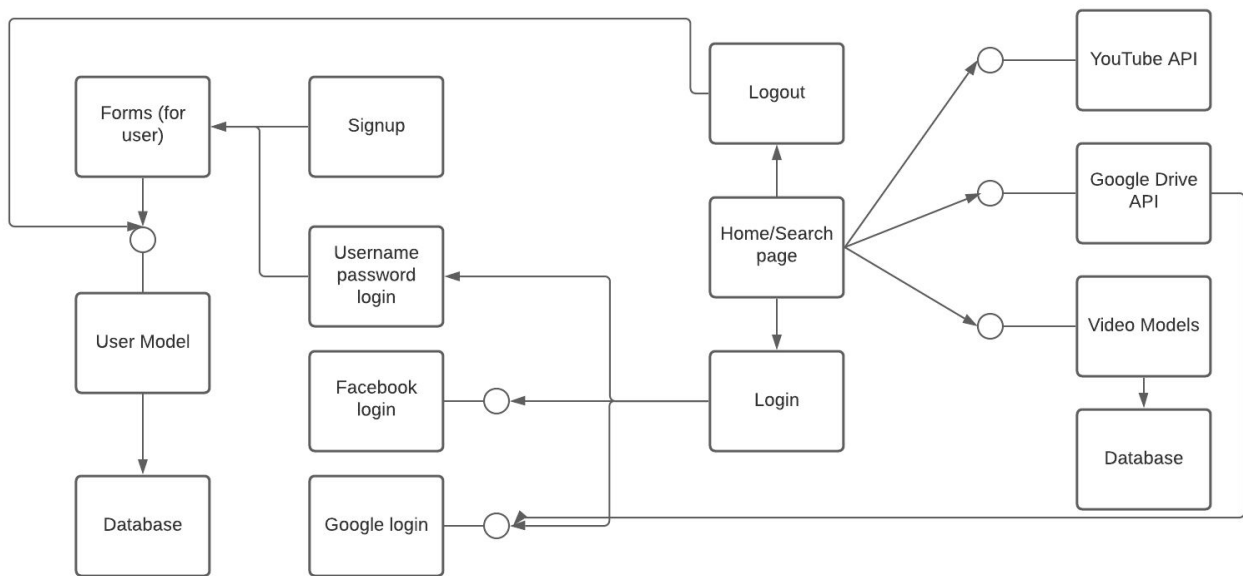 YouTube API
Logout
Forms (for
user)
Signup
Google Drive
API
Home/Search
page
Username
password
login
User Model
Video Models
Facebook
login
Login
Database
Database
Google login